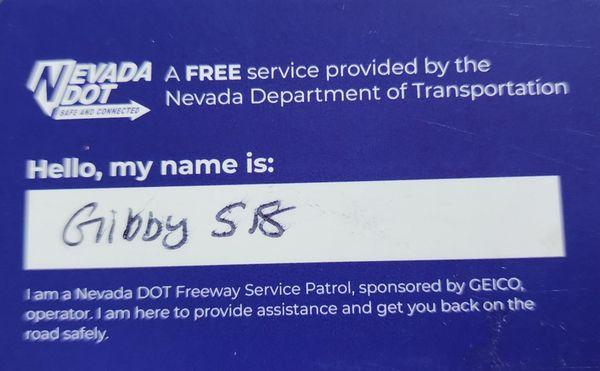 NEVADA
DOT
SAFE AND CONNECTED
A FREE service provided by the
Nevada Department of Transportation
Hello, my name is:
Gibby
I am a Nevada DOT Freeway Service Patrol, sponsored by GEICO,
operator. I am here to provide assistance and get you back on the
road safely.